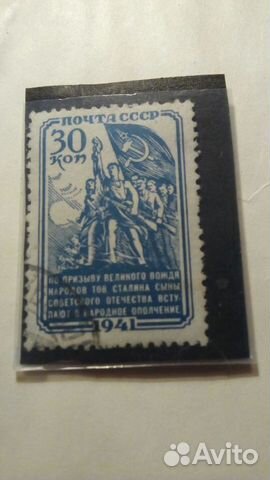 ПОЧТА СССР
30
КОП
ПО ПРИЗЫВУ ВЕЛИКОГО ВОЖДЯ
НАРОДОВ ТОВ СТАЛИНА СЫНЫ
СОВЕТСКОГО ОТЕЧЕСТВА ВСТУ-
ПАЮТ В НАРОДНОЕ ОПОЛЧЕНИЕ
1941
Avito